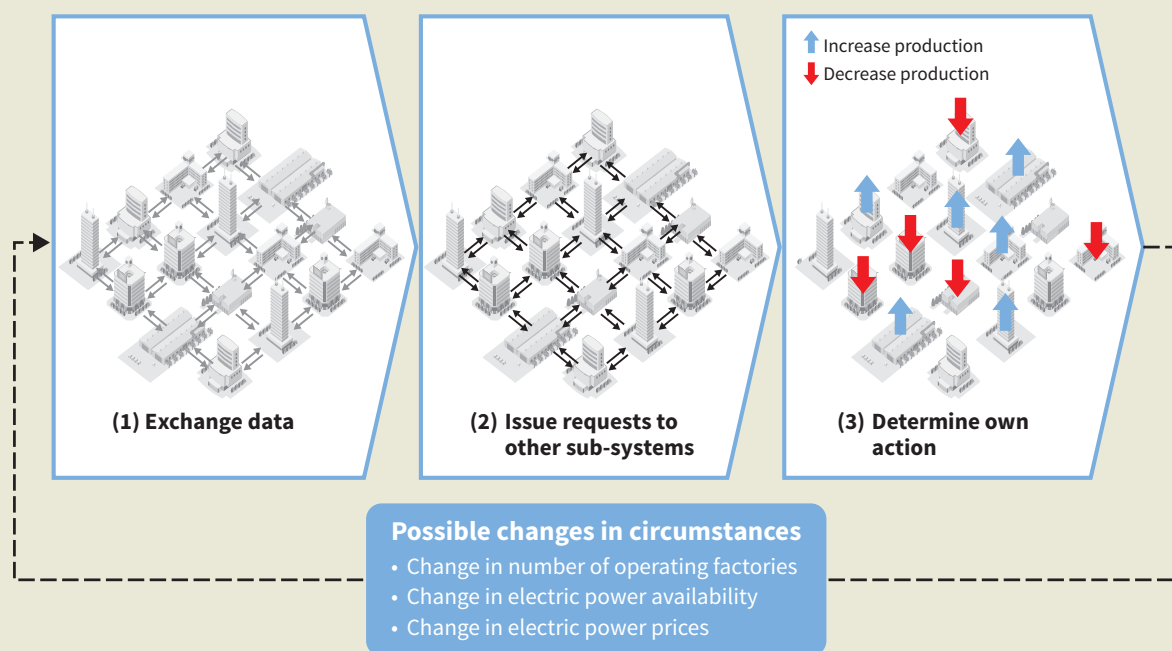 Increase production
Decrease production
(1) Exchange data
(2) Issue requests to
other sub-systems
(3) Determine own
action
Possible changes in circumstances
• Change in number of operating factories
• Change in electric power availability
• Change in electric power prices